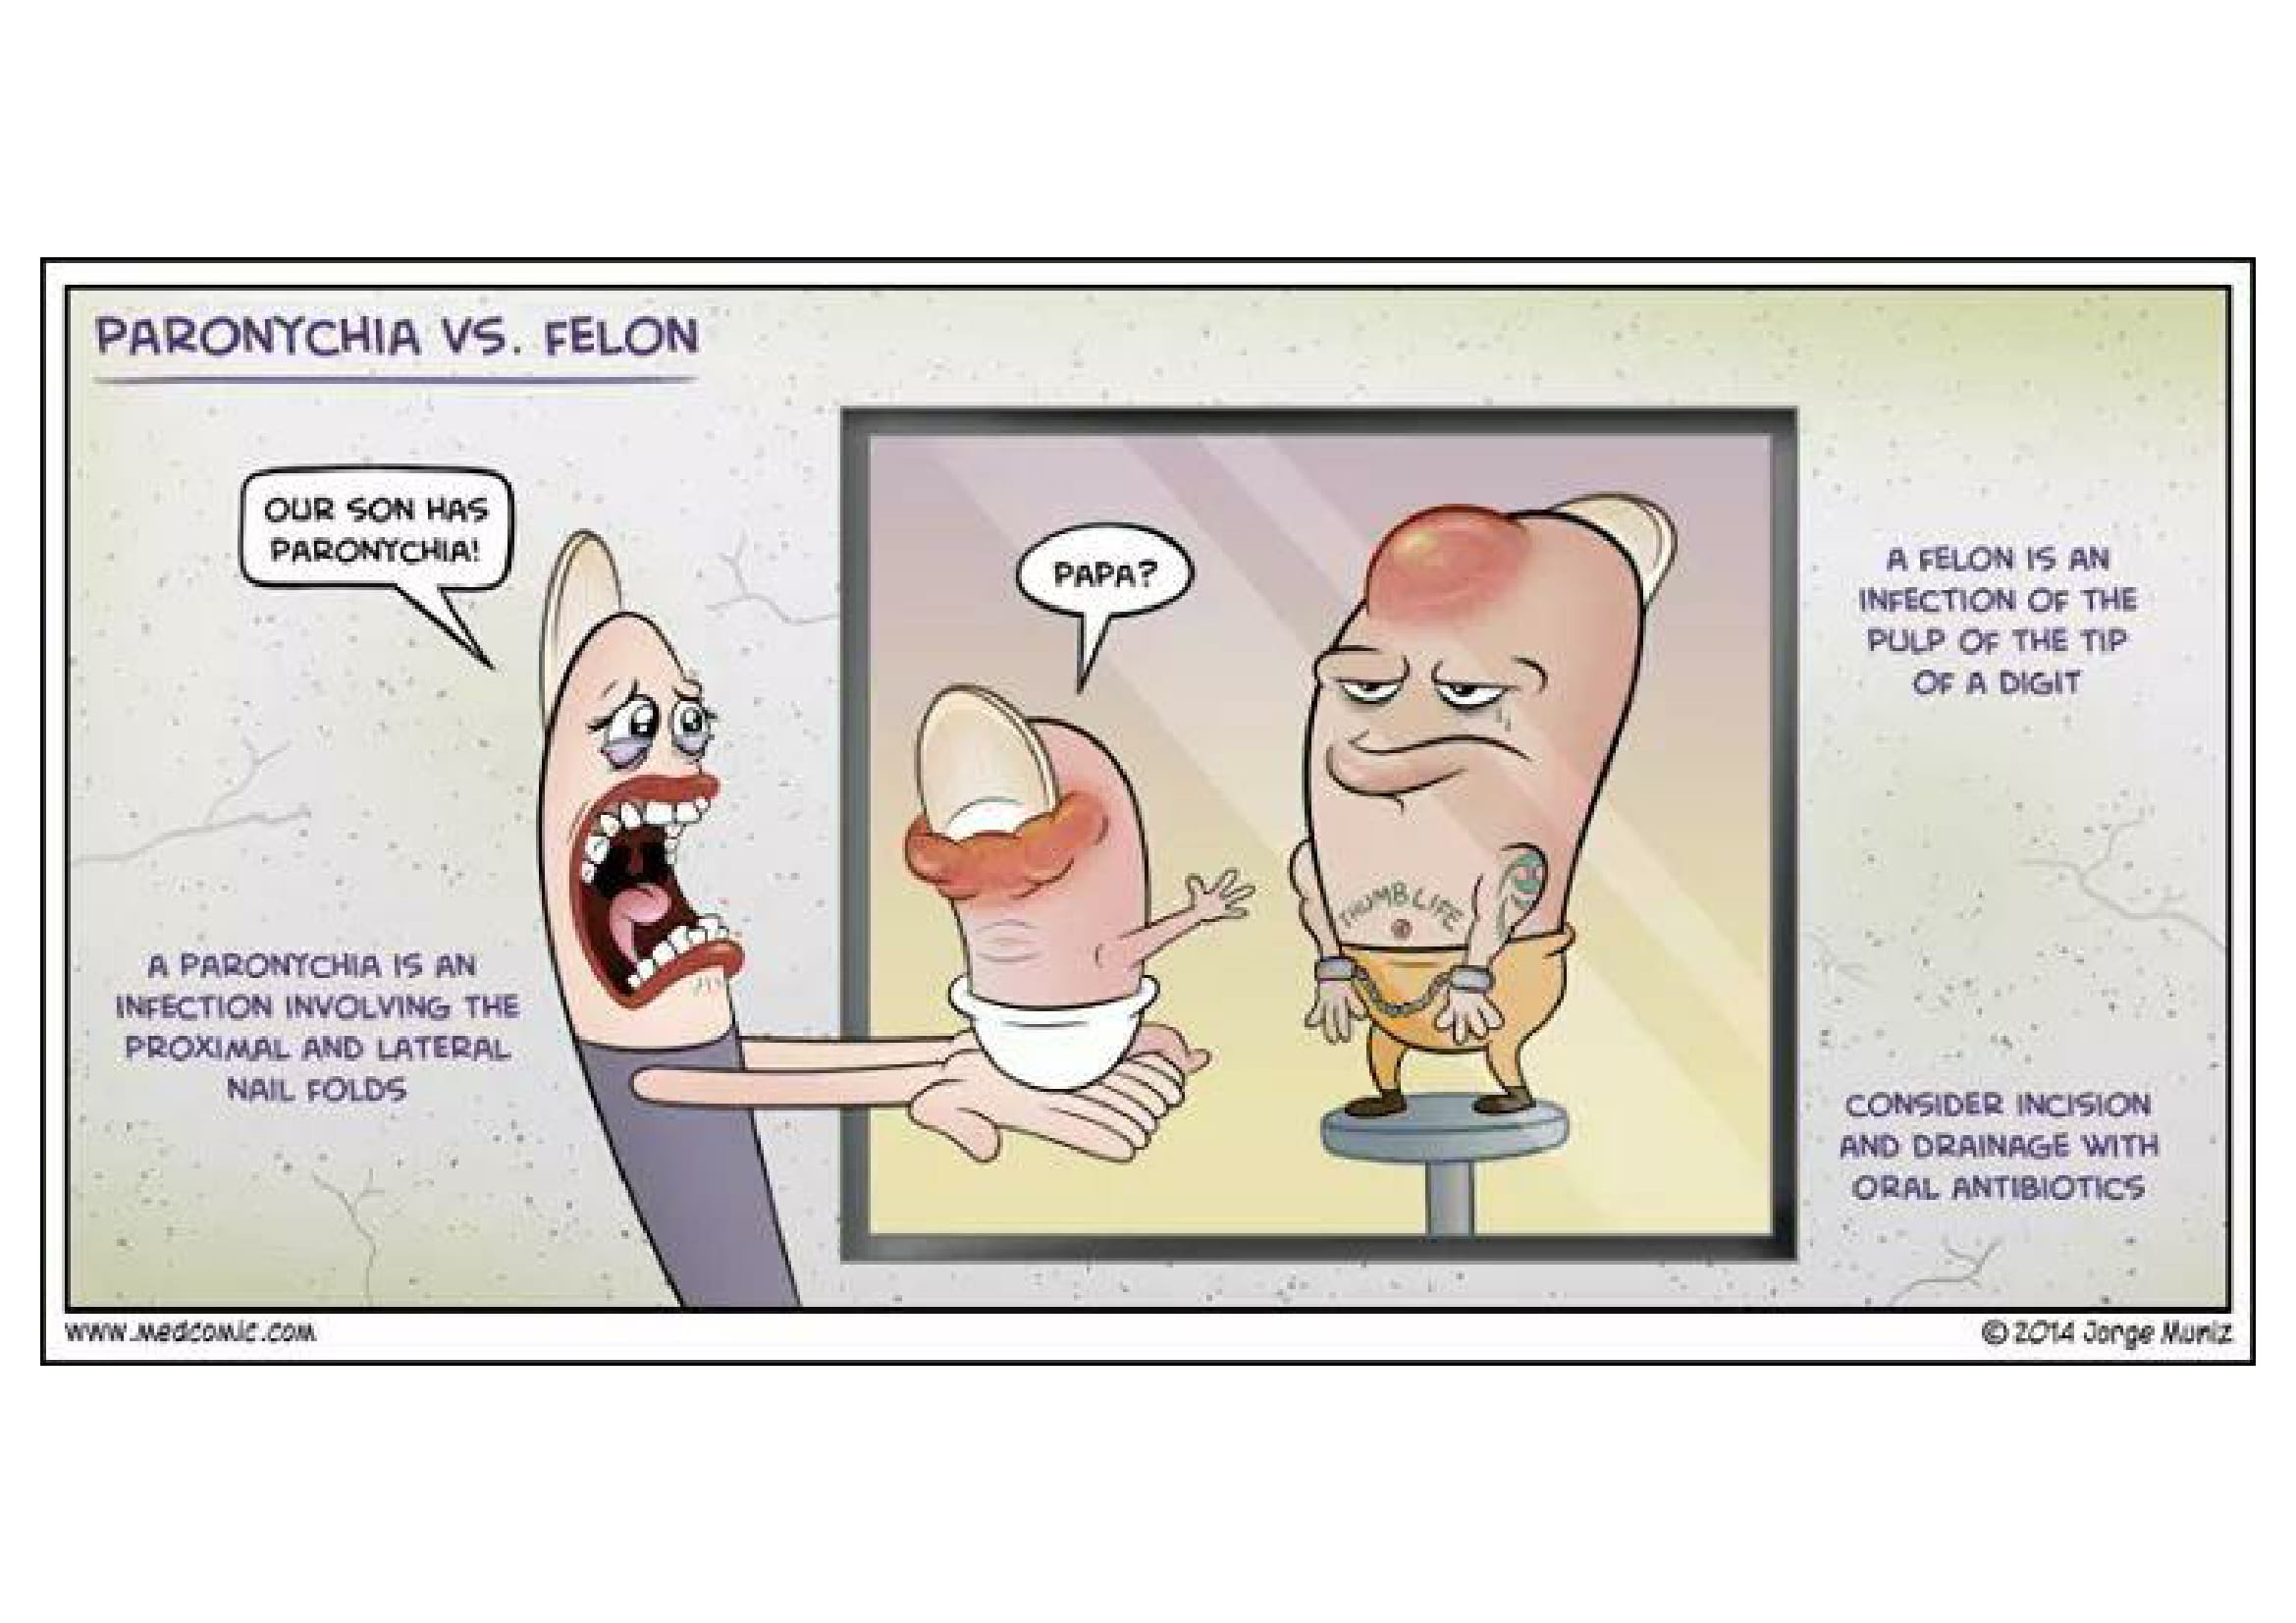 PARONYCHIA VS. FELON
OUR SON HAS
PARONYCHIA!
PAPA?
A FELON IS AN
INFECTION OF THE
PULP OF THE TIP
OF A DIGIT
THUMB LIFE
A PARONYCHIA IS AN
INFECTION INVOLVING THE
PROXIMAL AND LATERAL
NAIL FOLDS
CONSIDER INCISION
AND DRAINAGE WITH
ORAL ANTIBIOTICS
www.medcomic.com
© 2014 Jorge Muniz